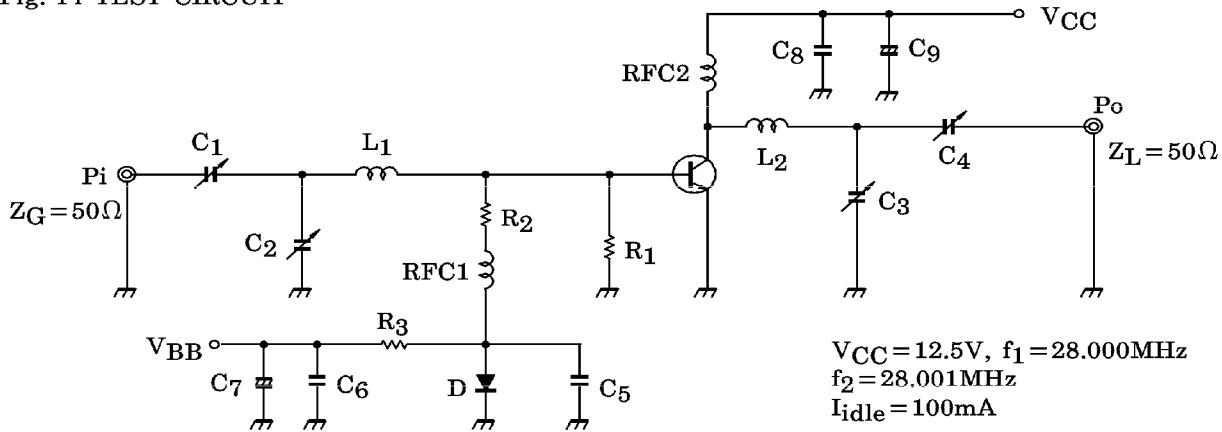 Fig. 1: TEST CIRCUIT
VCC
C8
C9
RFC2
Po
C1
L1
L2
C4
ZL=50Ω
Pi
ZG=50Ω
C2
R2
R1
C3
RFC1
R3
VBB
C7
C6
D
C5
VCC=12.5V, f1=28.000MHz
f2=28.001MHz
Iidle=100mA